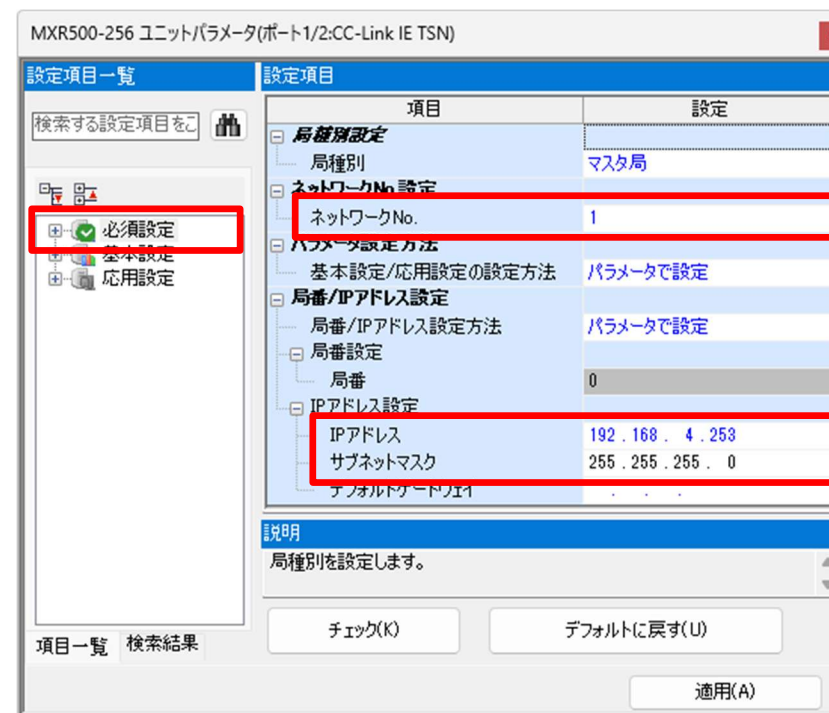 MXR500-256 ユニットパラメータ(ポート1/2:CC-Link IE TSN)
設定項目一覧
検索する設定項目をこ
必須設定
基本設定
応用設定
項目一覧 検索結果
設定項目
項目 設定
局種別設定
局種別 マスタ局
ネットワークNo.設定
ネットワークNo. 1
パラメータ設定方法
基本設定/応用設定の設定方法 パラメータで設定
局番/IPアドレス設定
局番/IPアドレス設定方法 パラメータで設定
局番設定
局番 0
IPアドレス設定
IPアドレス 192 . 168 . 4 . 253
サブネットマスク 255 . 255 . 255 . 0
デフォルトゲートウェイ . . .
説明
局種別を設定します。
チェック(K) デフォルトに戻す(U)
適用(A)